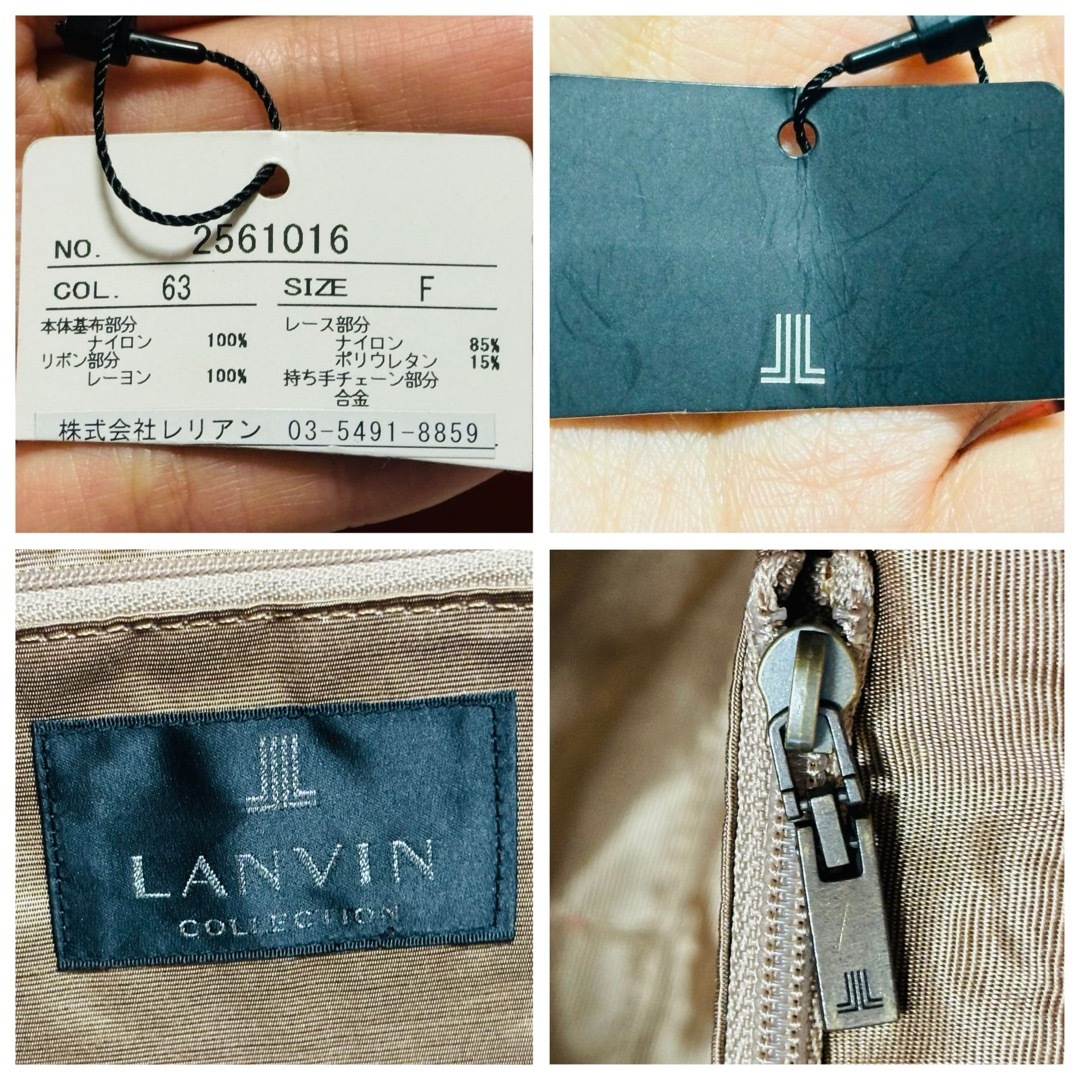 NO. 2561016
COL. 63 SIZE F
本体基布部分
ナイロン 100%
リボン部分
レーヨン 100%
レース部分
ナイロン 85%
ポリウレタン 15%
持ち手チェーン部分
合金
株式会社レリアン 03-5491-8859
LANVIN
COLLECTION